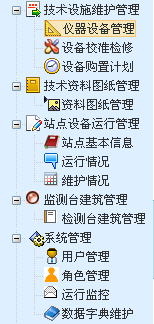 技术设施维护管理
仪器设备管理
设备校准检修
设备购置计划
技术资料图纸管理
资料图纸管理
站点设备运行管理
站点基本信息
运行情况
维护情况
监测台建筑管理
检测台建筑管理
系统管理
用户管理
角色管理
运行监控
数据字典维护